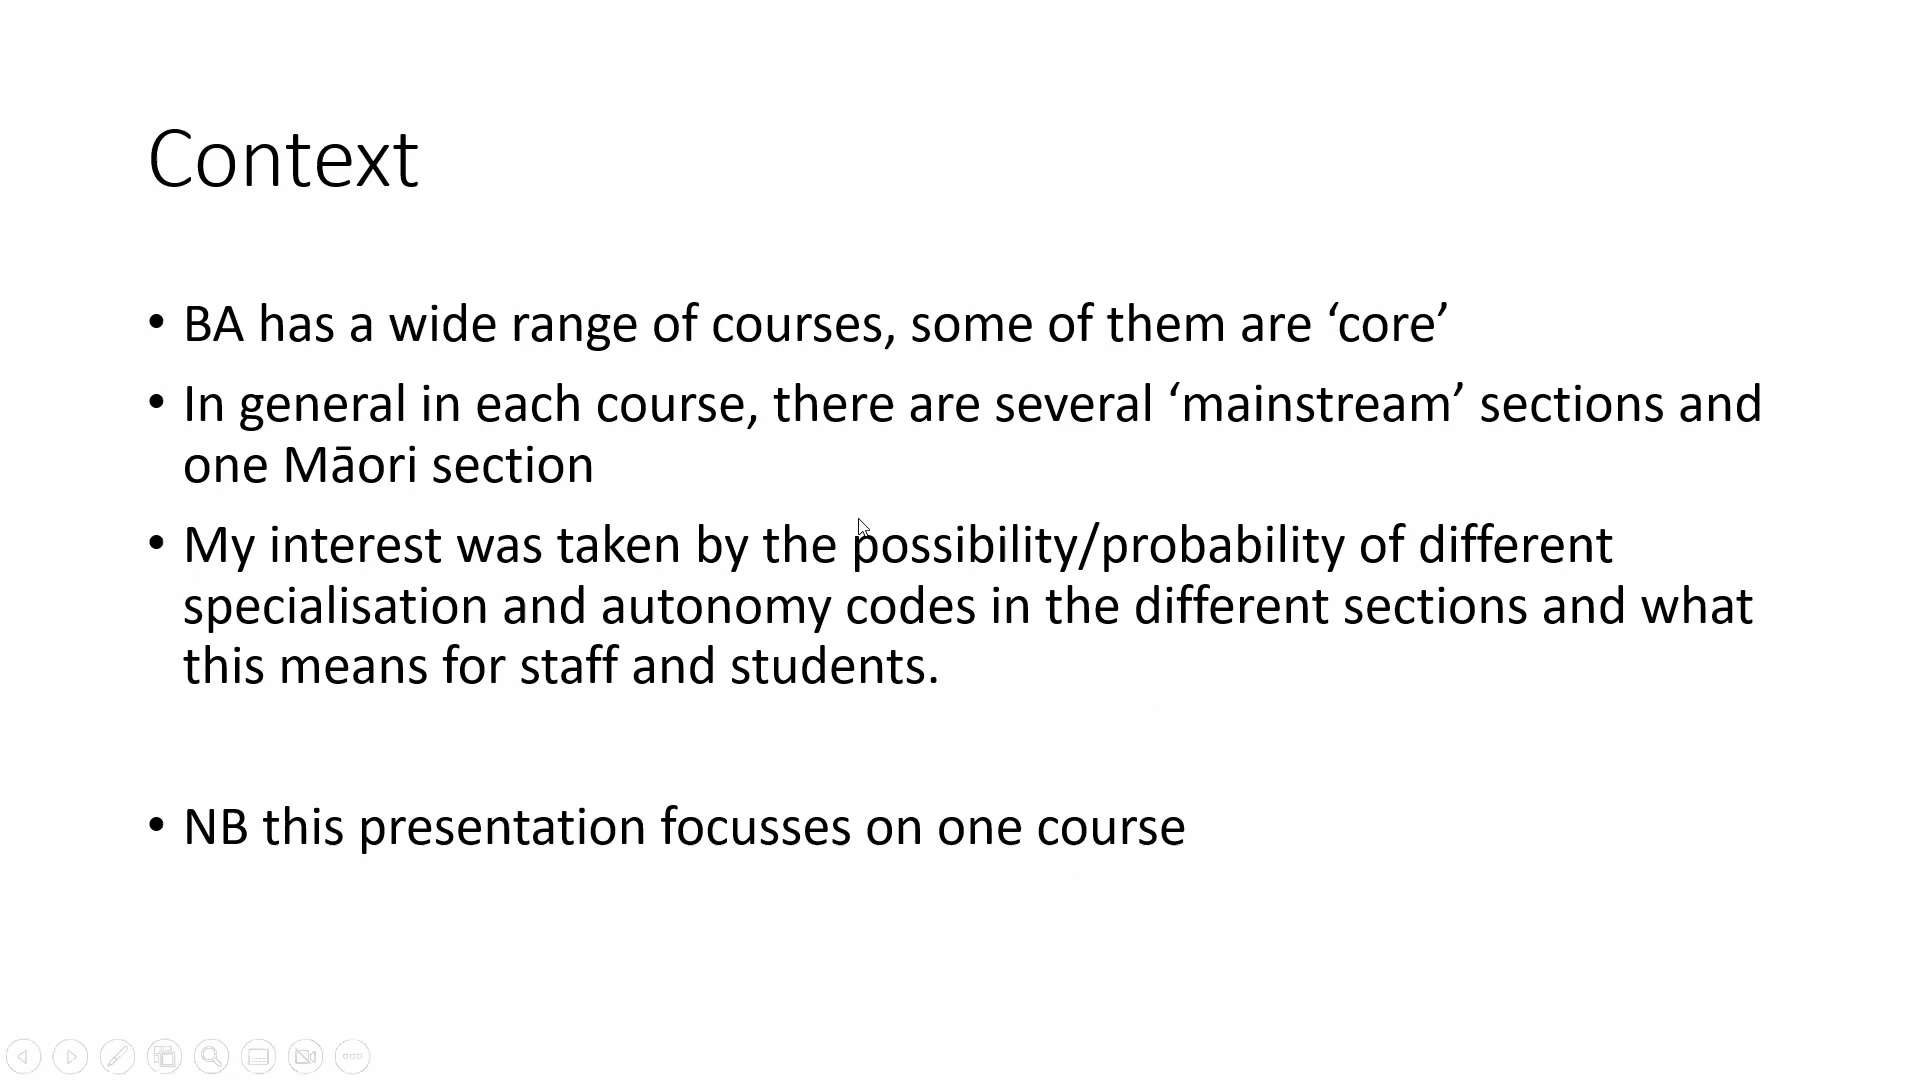 Context
• BA has a wide range of courses, some of them are ‘core’
• In general in each course, there are several ‘mainstream’ sections and
one Māori section
• My interest was taken by the possibility/probability of different
specialisation and autonomy codes in the different sections and what
this means for staff and students.
• NB this presentation focusses on one course